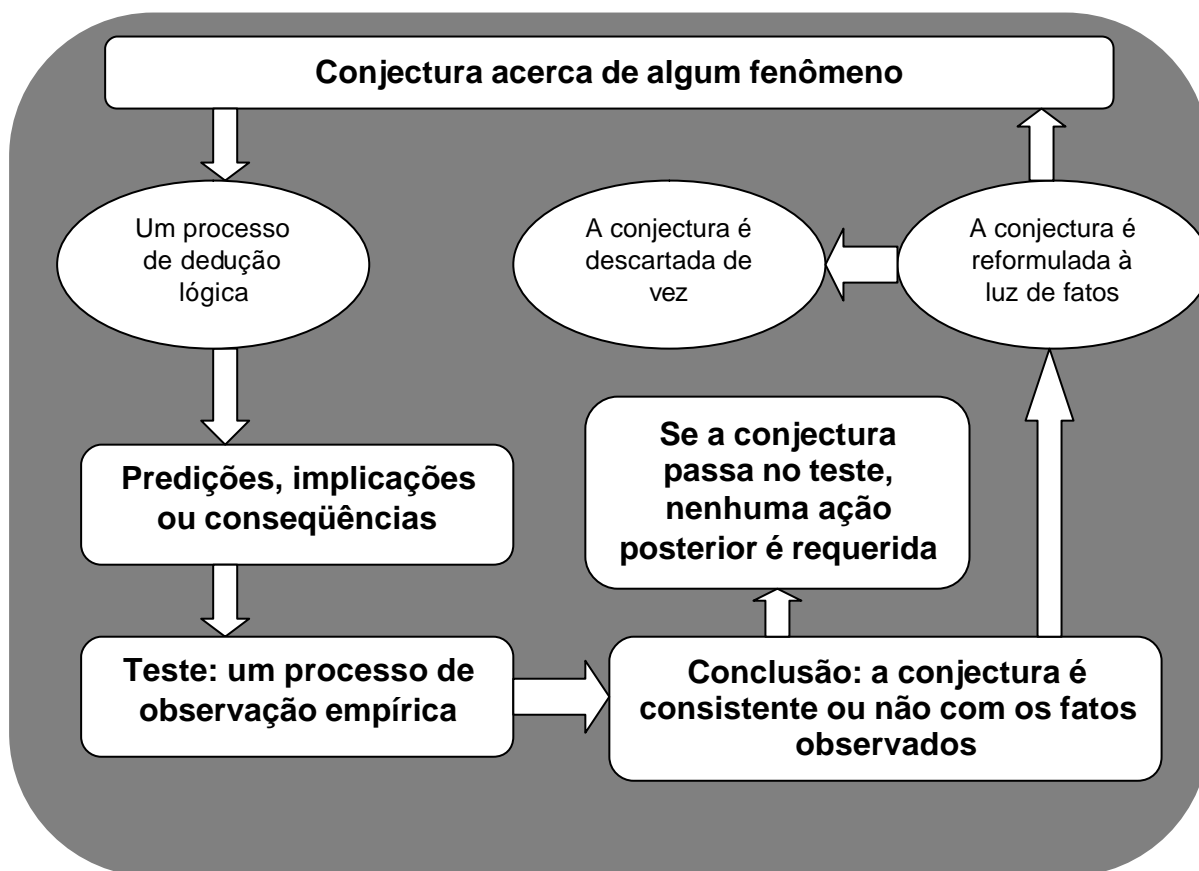 Conjectura acerca de algum fenômeno
Um processo
de dedução
lógica
A conjectura é
descartada de
vez
A conjectura é
reformulada à
luz de fatos
Predições, implicações
ou conseqüências
Se a conjectura
passa no teste,
nenhuma ação
posterior é requerida
Teste: um processo de
observação empírica
Conclusão: a conjectura é
consistente ou não com os fatos
observados